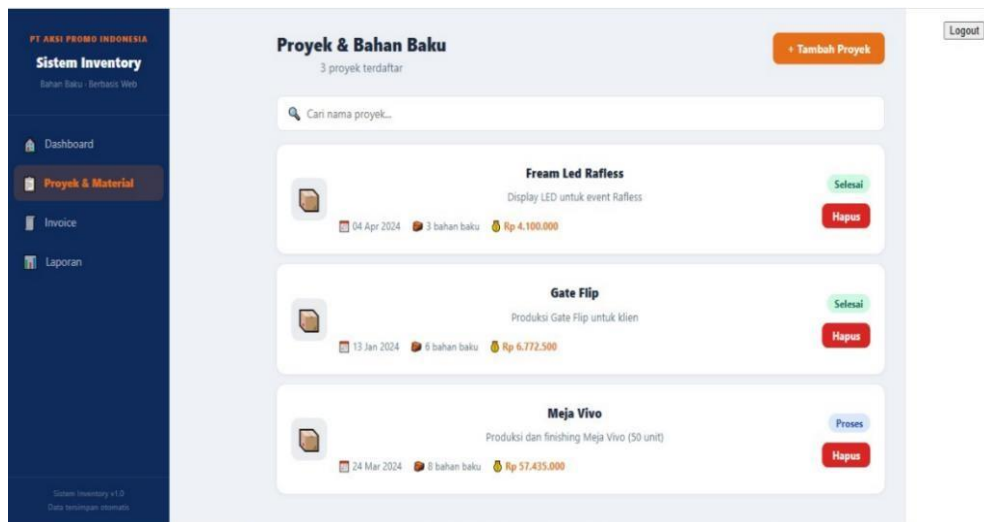 PT AKSI PROMO INDONESIA
Sistem Inventory
Bahan Baku · Berbasis Web
Dashboard
Proyek & Material
Invoice
Laporan
Sistem Inventory v1.0
Data tersimpan otomatis
Proyek & Bahan Baku
3 proyek terdaftar
+ Tambah Proyek
Logout
Cari nama proyek...
Fream Led Rafless
Display LED untuk event Rafless
04 Apr 2024 3 bahan baku Rp 4.100.000
Selesai
Hapus
Gate Flip
Produksi Gate Flip untuk klien
13 Jan 2024 6 bahan baku Rp 6.772.500
Selesai
Hapus
Meja Vivo
Produksi dan finishing Meja Vivo (50 unit)
24 Mar 2024 8 bahan baku Rp 57.435.000
Proses
Hapus